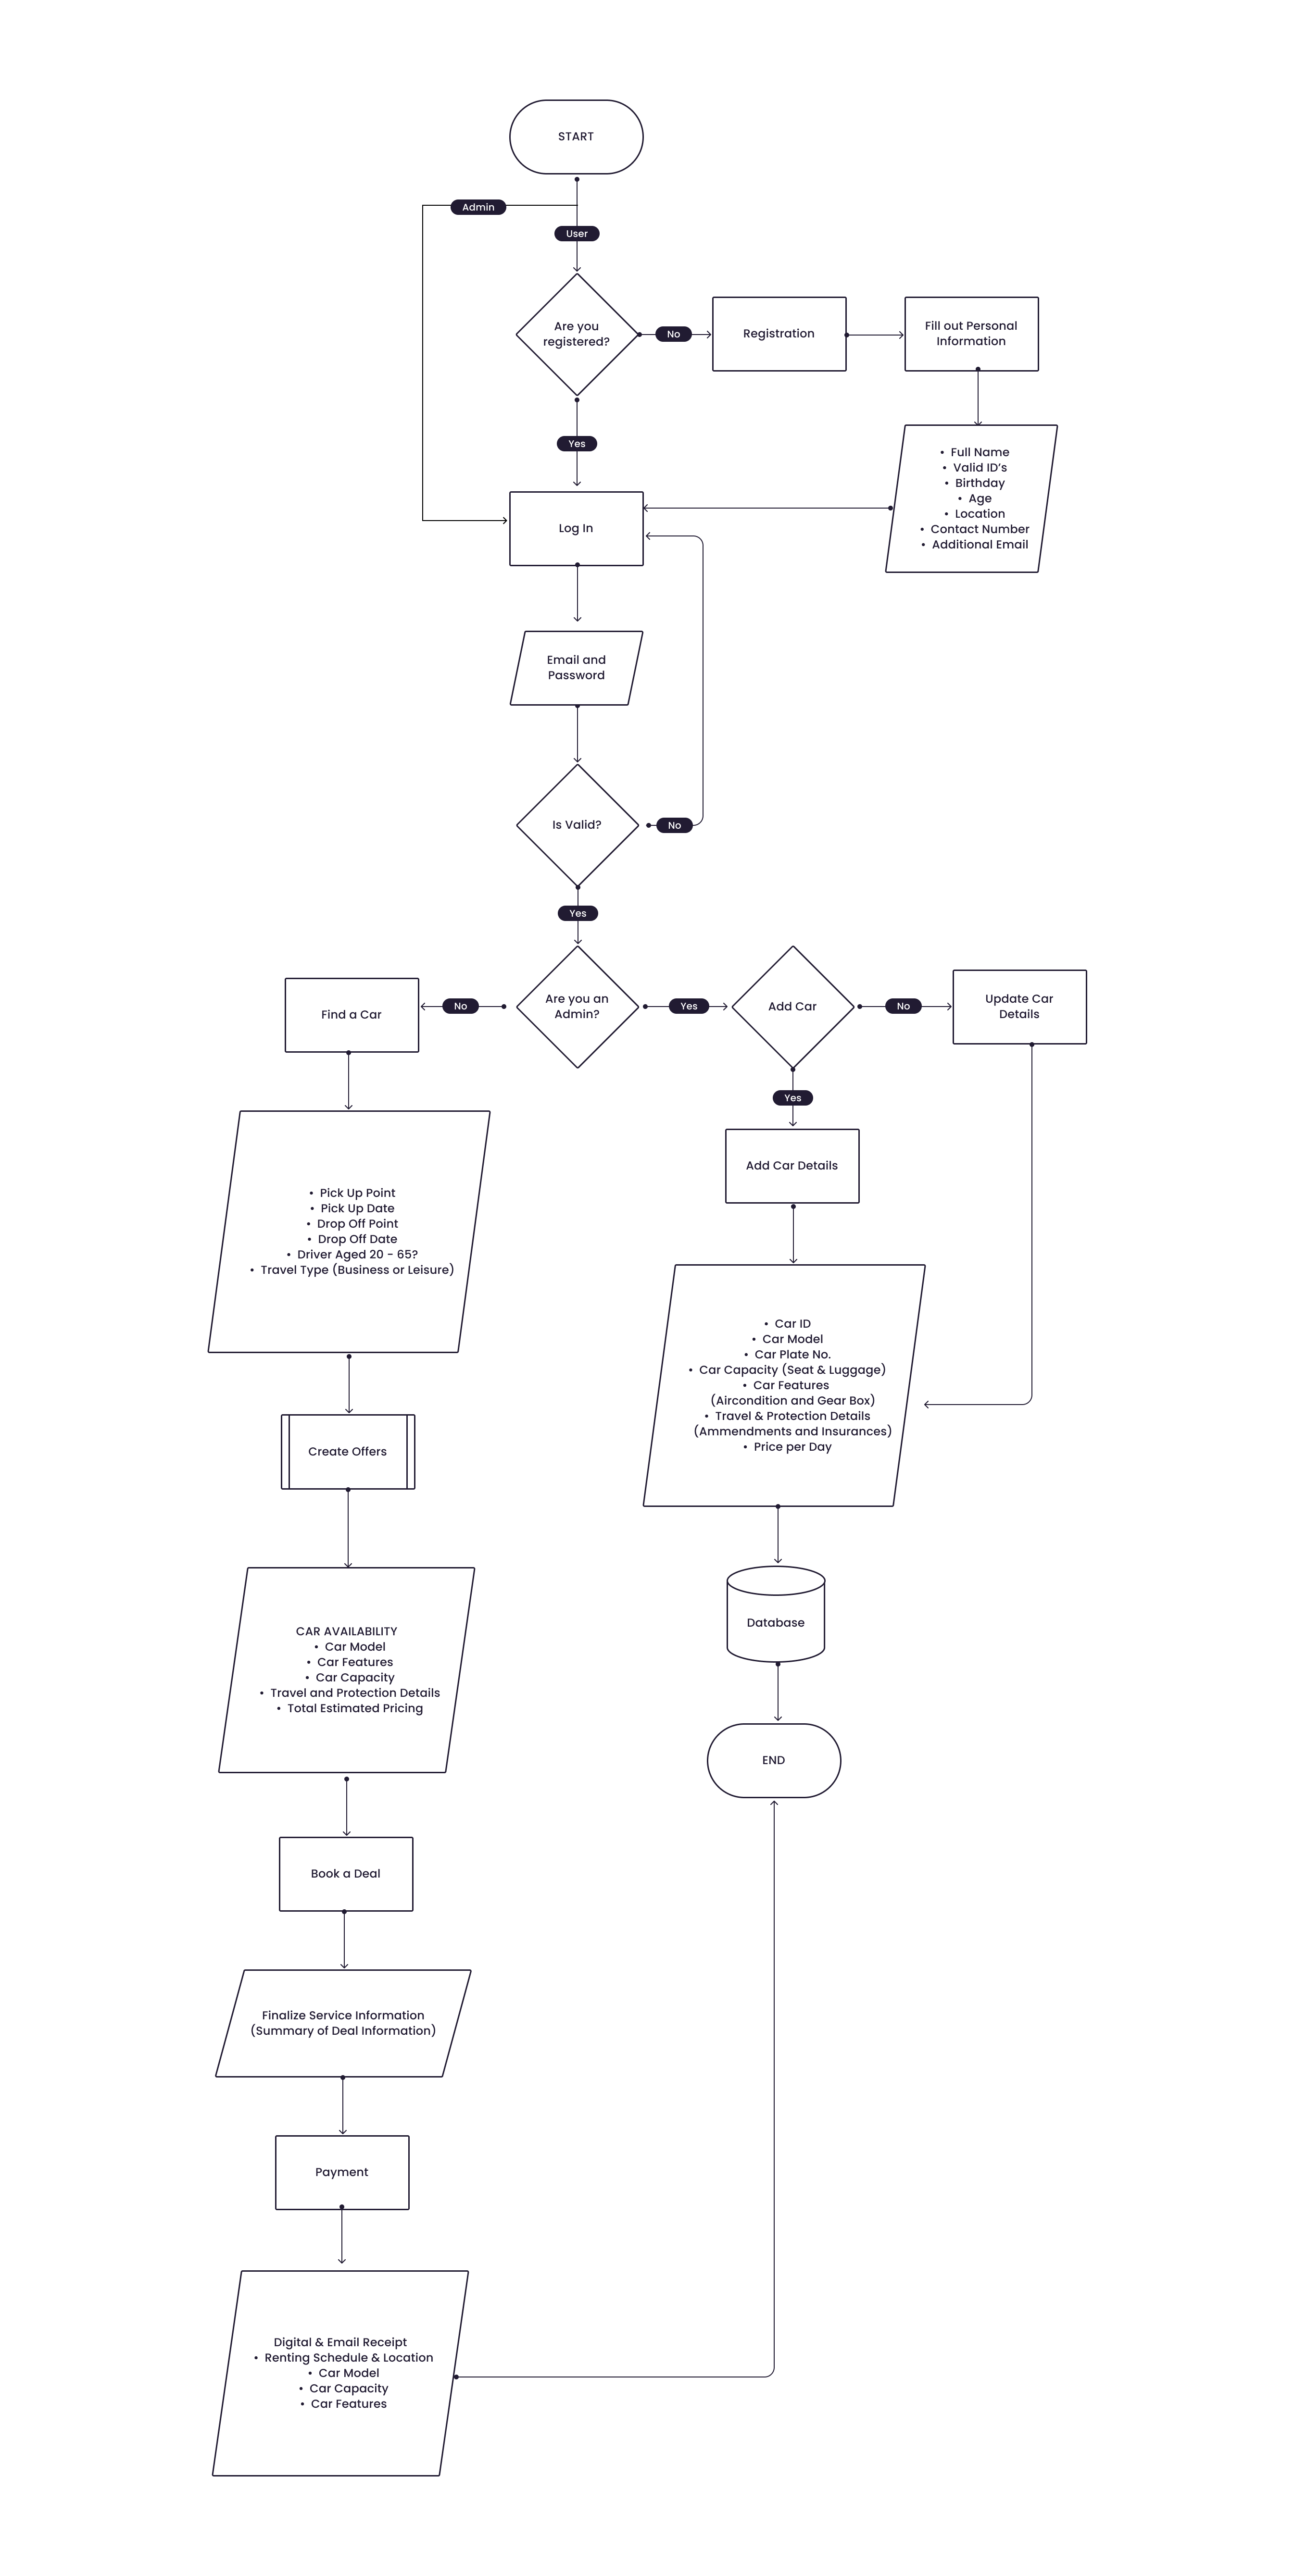 START
Admin
User
Are you
registered?
No
Registration
Fill out Personal
Information
Yes
• Full Name
• Valid ID’s
• Birthday
• Age
• Location
• Contact Number
• Additional Email
Log In
Email and
Password
Is Valid?
No
Yes
Find a Car
No
Are you an
Admin?
Yes
Add Car
No
Update Car
Details
Yes
Add Car Details
• Pick Up Point
• Pick Up Date
• Drop Off Point
• Drop Off Date
• Driver Aged 20 - 65?
• Travel Type (Business or Leisure)
• Car ID
• Car Model
• Car Plate No.
• Car Capacity (Seat & Luggage)
• Car Features
(Aircondition and Gear Box)
• Travel & Protection Details
(Ammendments and Insurances)
• Price per Day
Create Offers
Database
CAR AVAILABILITY
• Car Model
• Car Features
• Car Capacity
• Travel and Protection Details
• Total Estimated Pricing
END
Book a Deal
Finalize Service Information
(Summary of Deal Information)
Payment
Digital & Email Receipt
• Renting Schedule & Location
• Car Model
• Car Capacity
• Car Features